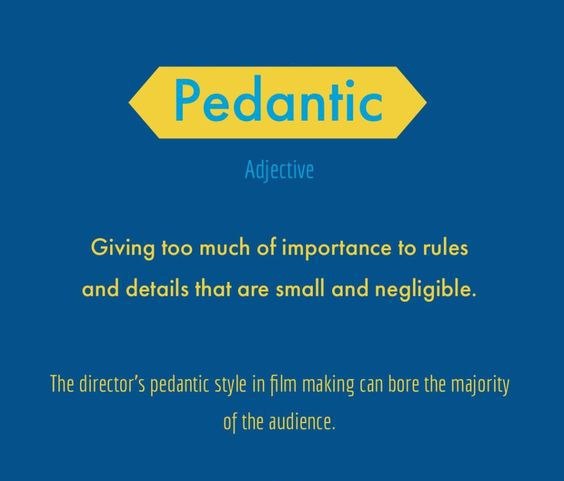 Pedantic
Adjective
Giving too much of importance to rules
and details that are small and negligible.
The director's pedantic style in film making can bore the majority
of the audience.